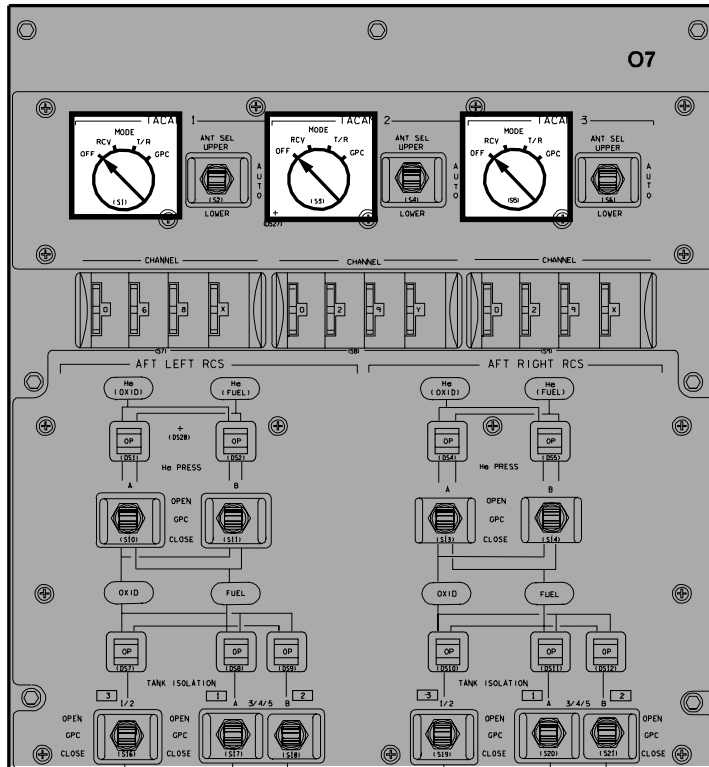 O7
TACAN 1 TACAN 2 TACAN 3
MODE ANT SEL MODE ANT SEL MODE ANT SEL
RCV T/R UPPER RCV T/R UPPER RCV T/R UPPER
OFF GPC AUTO OFF GPC AUTO OFF GPC AUTO
(S1) (S2) (S3) (S4) (S5) (S6)
LOWER LOWER LOWER
(DS27)
CHANNEL CHANNEL CHANNEL
0 6 8 X 0 2 9 Y 0 2 9 X
(S7) (S8) (S9)
AFT LEFT RCS AFT RIGHT RCS
He (OXID) He (FUEL) He (OXID) He (FUEL)
(DS28)
OP OP OP OP
(DS1) (DS2) (DS4) (DS5)
He PRESS He PRESS
A B A B
OPEN OPEN
GPC GPC
(S10) CLOSE (S11) (S13) CLOSE (S14)
OXID FUEL OXID FUEL
OP OP OP OP OP OP
(DS7) (DS8) (DS9) (DS10) (DS11) (DS12)
TANK ISOLATION TANK ISOLATION
3 1/2 1 A 3/4/5 B 2 3 1/2 1 A 3/4/5 B 2
OPEN OPEN OPEN OPEN OPEN OPEN
GPC GPC GPC GPC GPC GPC
CLOSE (S16) CLOSE (S17) (S18) CLOSE CLOSE (S19) CLOSE (S20) (S21) CLOSE